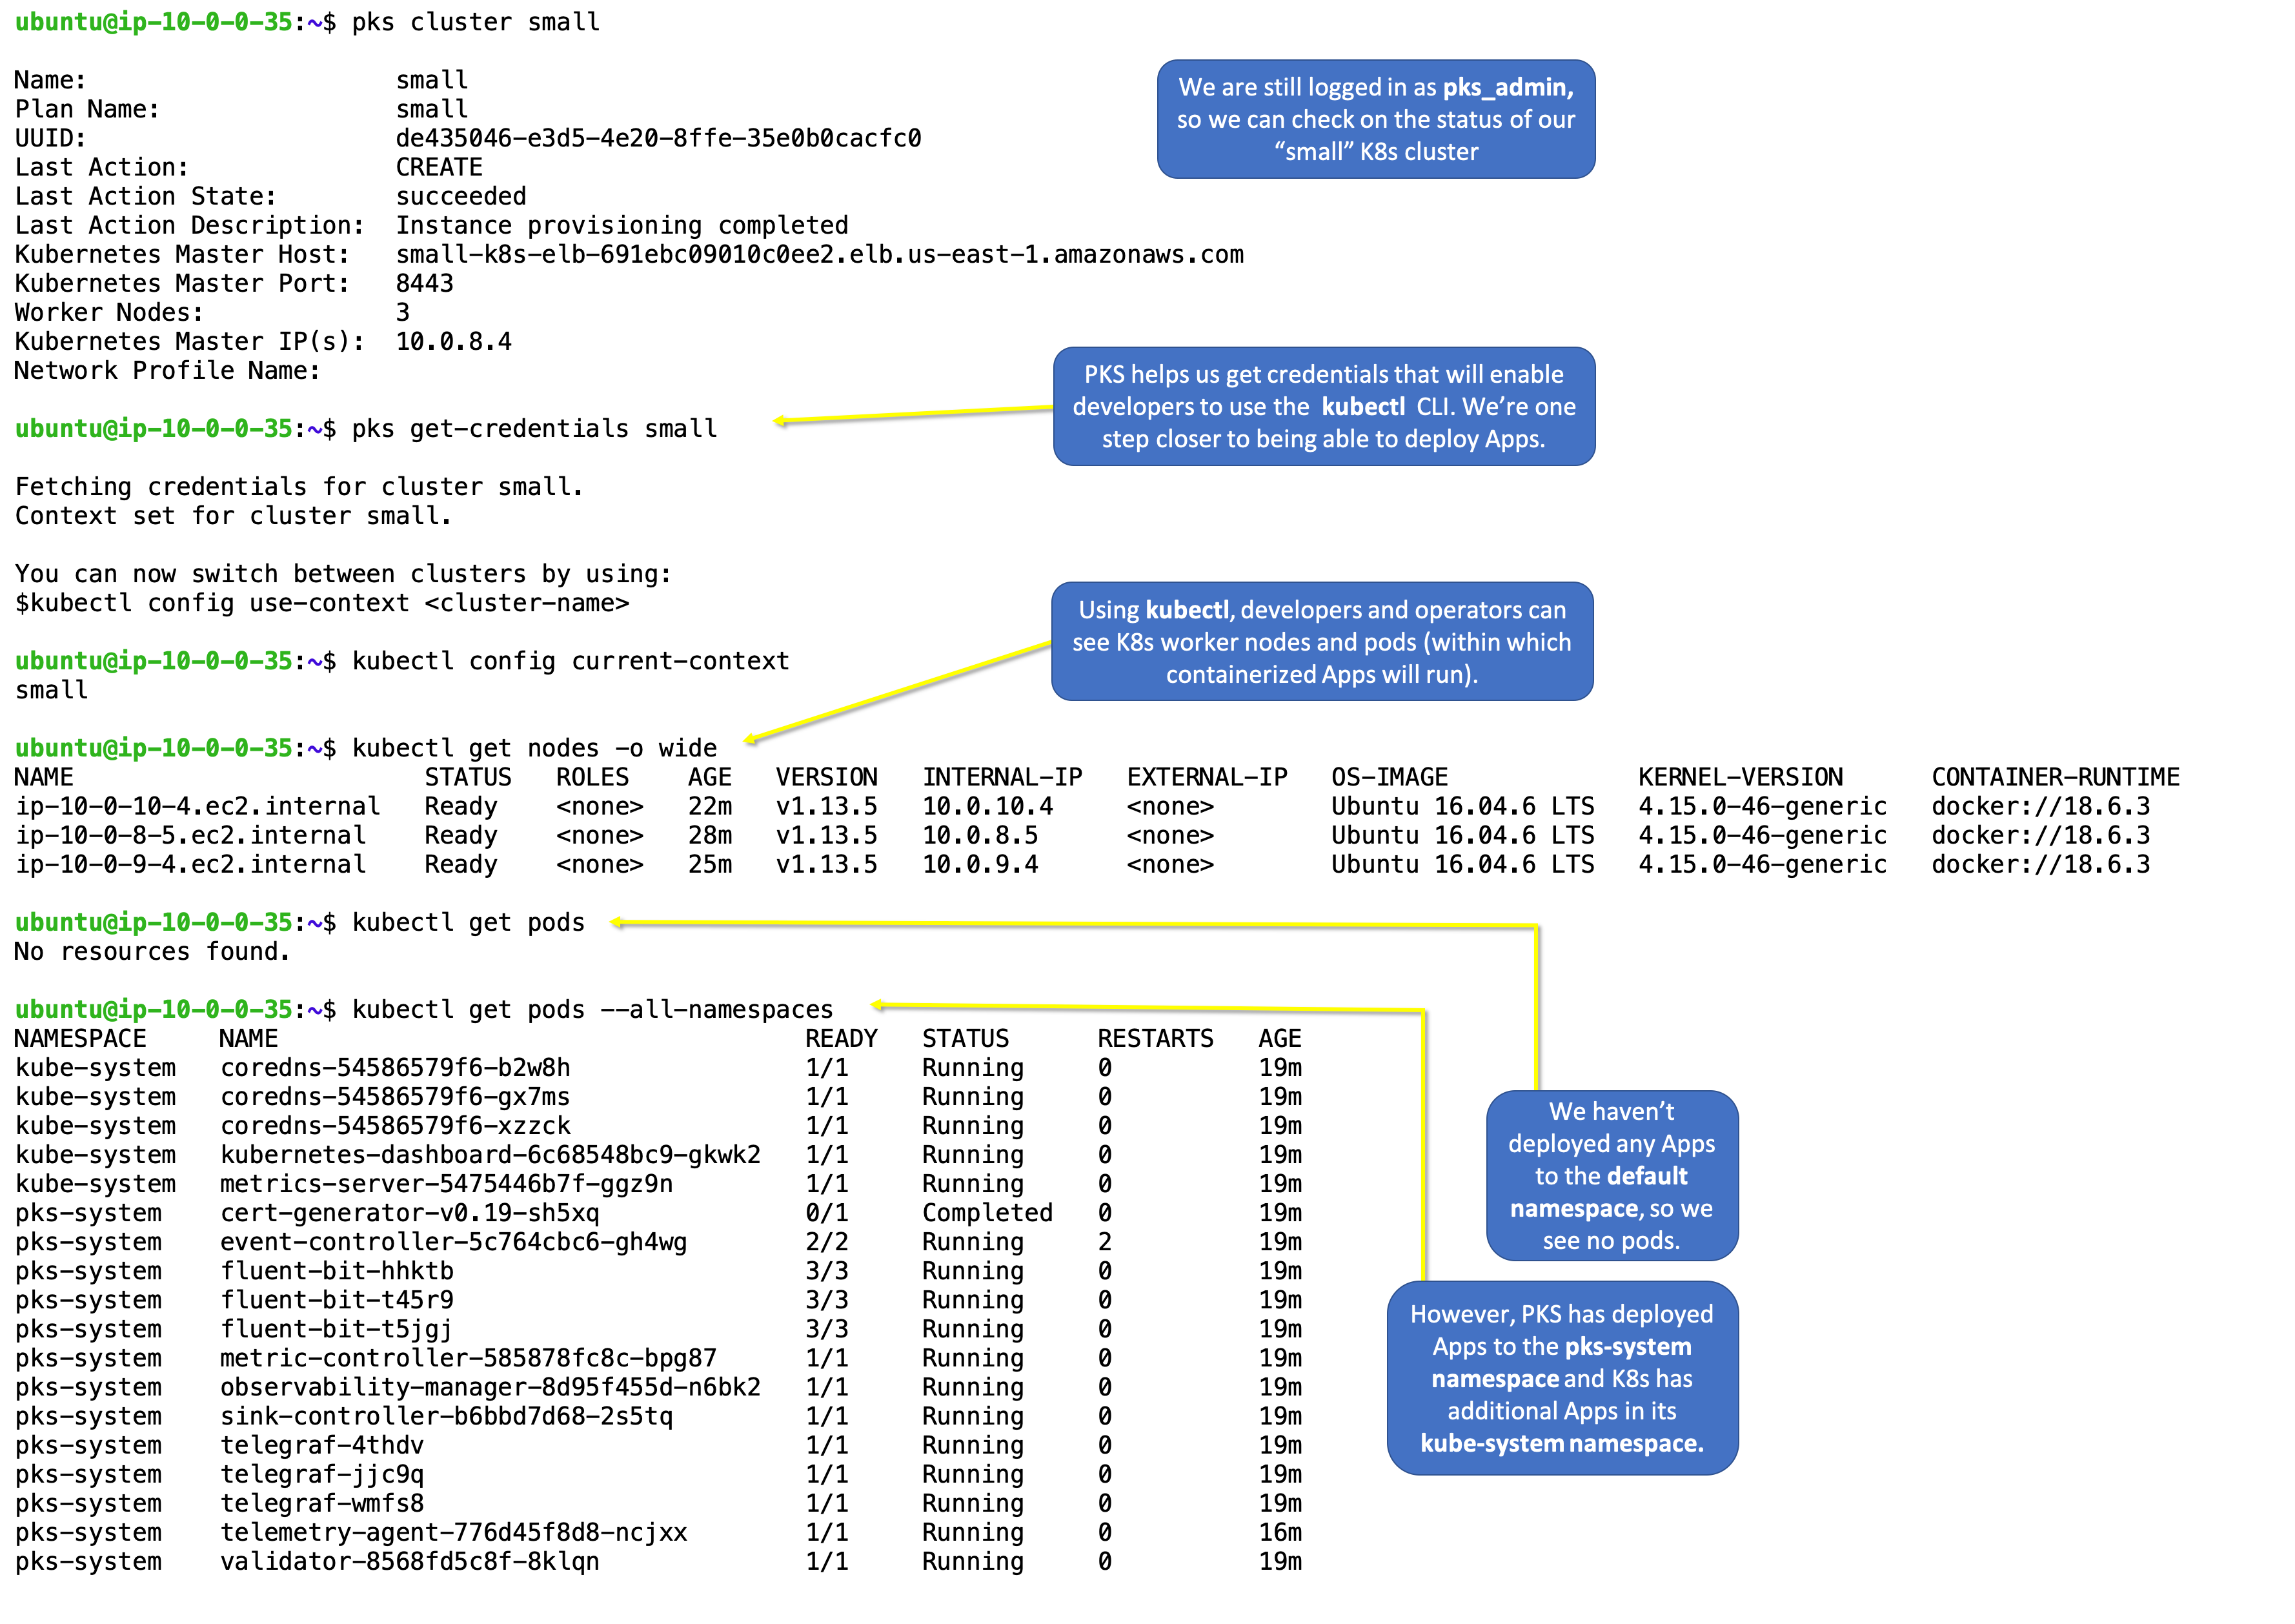 ubuntu@ip-10-0-0-35:~$ pks cluster small
Name: small
Plan Name: small
UUID: de435046-e3d5-4e20-8ffe-35e0b0cacfc0
Last Action: CREATE
Last Action State: succeeded
Last Action Description: Instance provisioning completed
Kubernetes Master Host: small-k8s-elb-691ebc09010c0ee2.elb.us-east-1.amazonaws.com
Kubernetes Master Port: 8443
Worker Nodes: 3
Kubernetes Master IP(s): 10.0.8.4
Network Profile Name:
We are still logged in as pks_admin,
so we can check on the status of our
“small” K8s cluster
ubuntu@ip-10-0-0-35:~$ pks get-credentials small
PKS helps us get credentials that will enable
developers to use the kubectl CLI. We’re one
step closer to being able to deploy Apps.
Fetching credentials for cluster small.
Context set for cluster small.
You can now switch between clusters by using:
$kubectl config use-context <cluster-name>
ubuntu@ip-10-0-0-35:~$ kubectl config current-context
small
Using kubectl, developers and operators can
see K8s worker nodes and pods (within which
containerized Apps will run).
ubuntu@ip-10-0-0-35:~$ kubectl get nodes -o wide
NAME STATUS ROLES AGE VERSION INTERNAL-IP EXTERNAL-IP OS-IMAGE KERNEL-VERSION CONTAINER-RUNTIME
ip-10-0-10-4.ec2.internal Ready <none> 22m v1.13.5 10.0.10.4 <none> Ubuntu 16.04.6 LTS 4.15.0-46-generic docker://18.6.3
ip-10-0-8-5.ec2.internal Ready <none> 28m v1.13.5 10.0.8.5 <none> Ubuntu 16.04.6 LTS 4.15.0-46-generic docker://18.6.3
ip-10-0-9-4.ec2.internal Ready <none> 25m v1.13.5 10.0.9.4 <none> Ubuntu 16.04.6 LTS 4.15.0-46-generic docker://18.6.3
ubuntu@ip-10-0-0-35:~$ kubectl get pods
No resources found.
ubuntu@ip-10-0-0-35:~$ kubectl get pods --all-namespaces
NAMESPACE NAME READY STATUS RESTARTS AGE
kube-system coredns-54586579f6-b2w8h 1/1 Running 0 19m
kube-system coredns-54586579f6-gx7ms 1/1 Running 0 19m
kube-system coredns-54586579f6-xzzck 1/1 Running 0 19m
kube-system kubernetes-dashboard-6c68548bc9-gkwk2 1/1 Running 0 19m
kube-system metrics-server-5475446b7f-ggz9n 1/1 Running 0 19m
pks-system cert-generator-v0.19-sh5xq 0/1 Completed 0 19m
pks-system event-controller-5c764cbc6-gh4wg 2/2 Running 2 19m
pks-system fluent-bit-hhktb 3/3 Running 0 19m
pks-system fluent-bit-t45r9 3/3 Running 0 19m
pks-system fluent-bit-t5jgj 3/3 Running 0 19m
pks-system metric-controller-585878fc8c-bpg87 1/1 Running 0 19m
pks-system observability-manager-8d95f455d-n6bk2 1/1 Running 0 19m
pks-system sink-controller-b6bbd7d68-2s5tq 1/1 Running 0 19m
pks-system telegraf-4thdv 1/1 Running 0 19m
pks-system telegraf-jjc9q 1/1 Running 0 19m
pks-system telegraf-wmfs8 1/1 Running 0 19m
pks-system telemetry-agent-776d45f8d8-ncjxx 1/1 Running 0 16m
pks-system validator-8568fd5c8f-8klqn 1/1 Running 0 19m
We haven’t
deployed any Apps
to the default
namespace, so we
see no pods.
However, PKS has deployed
Apps to the pks-system
namespace and K8s has
additional Apps in its
kube-system namespace.